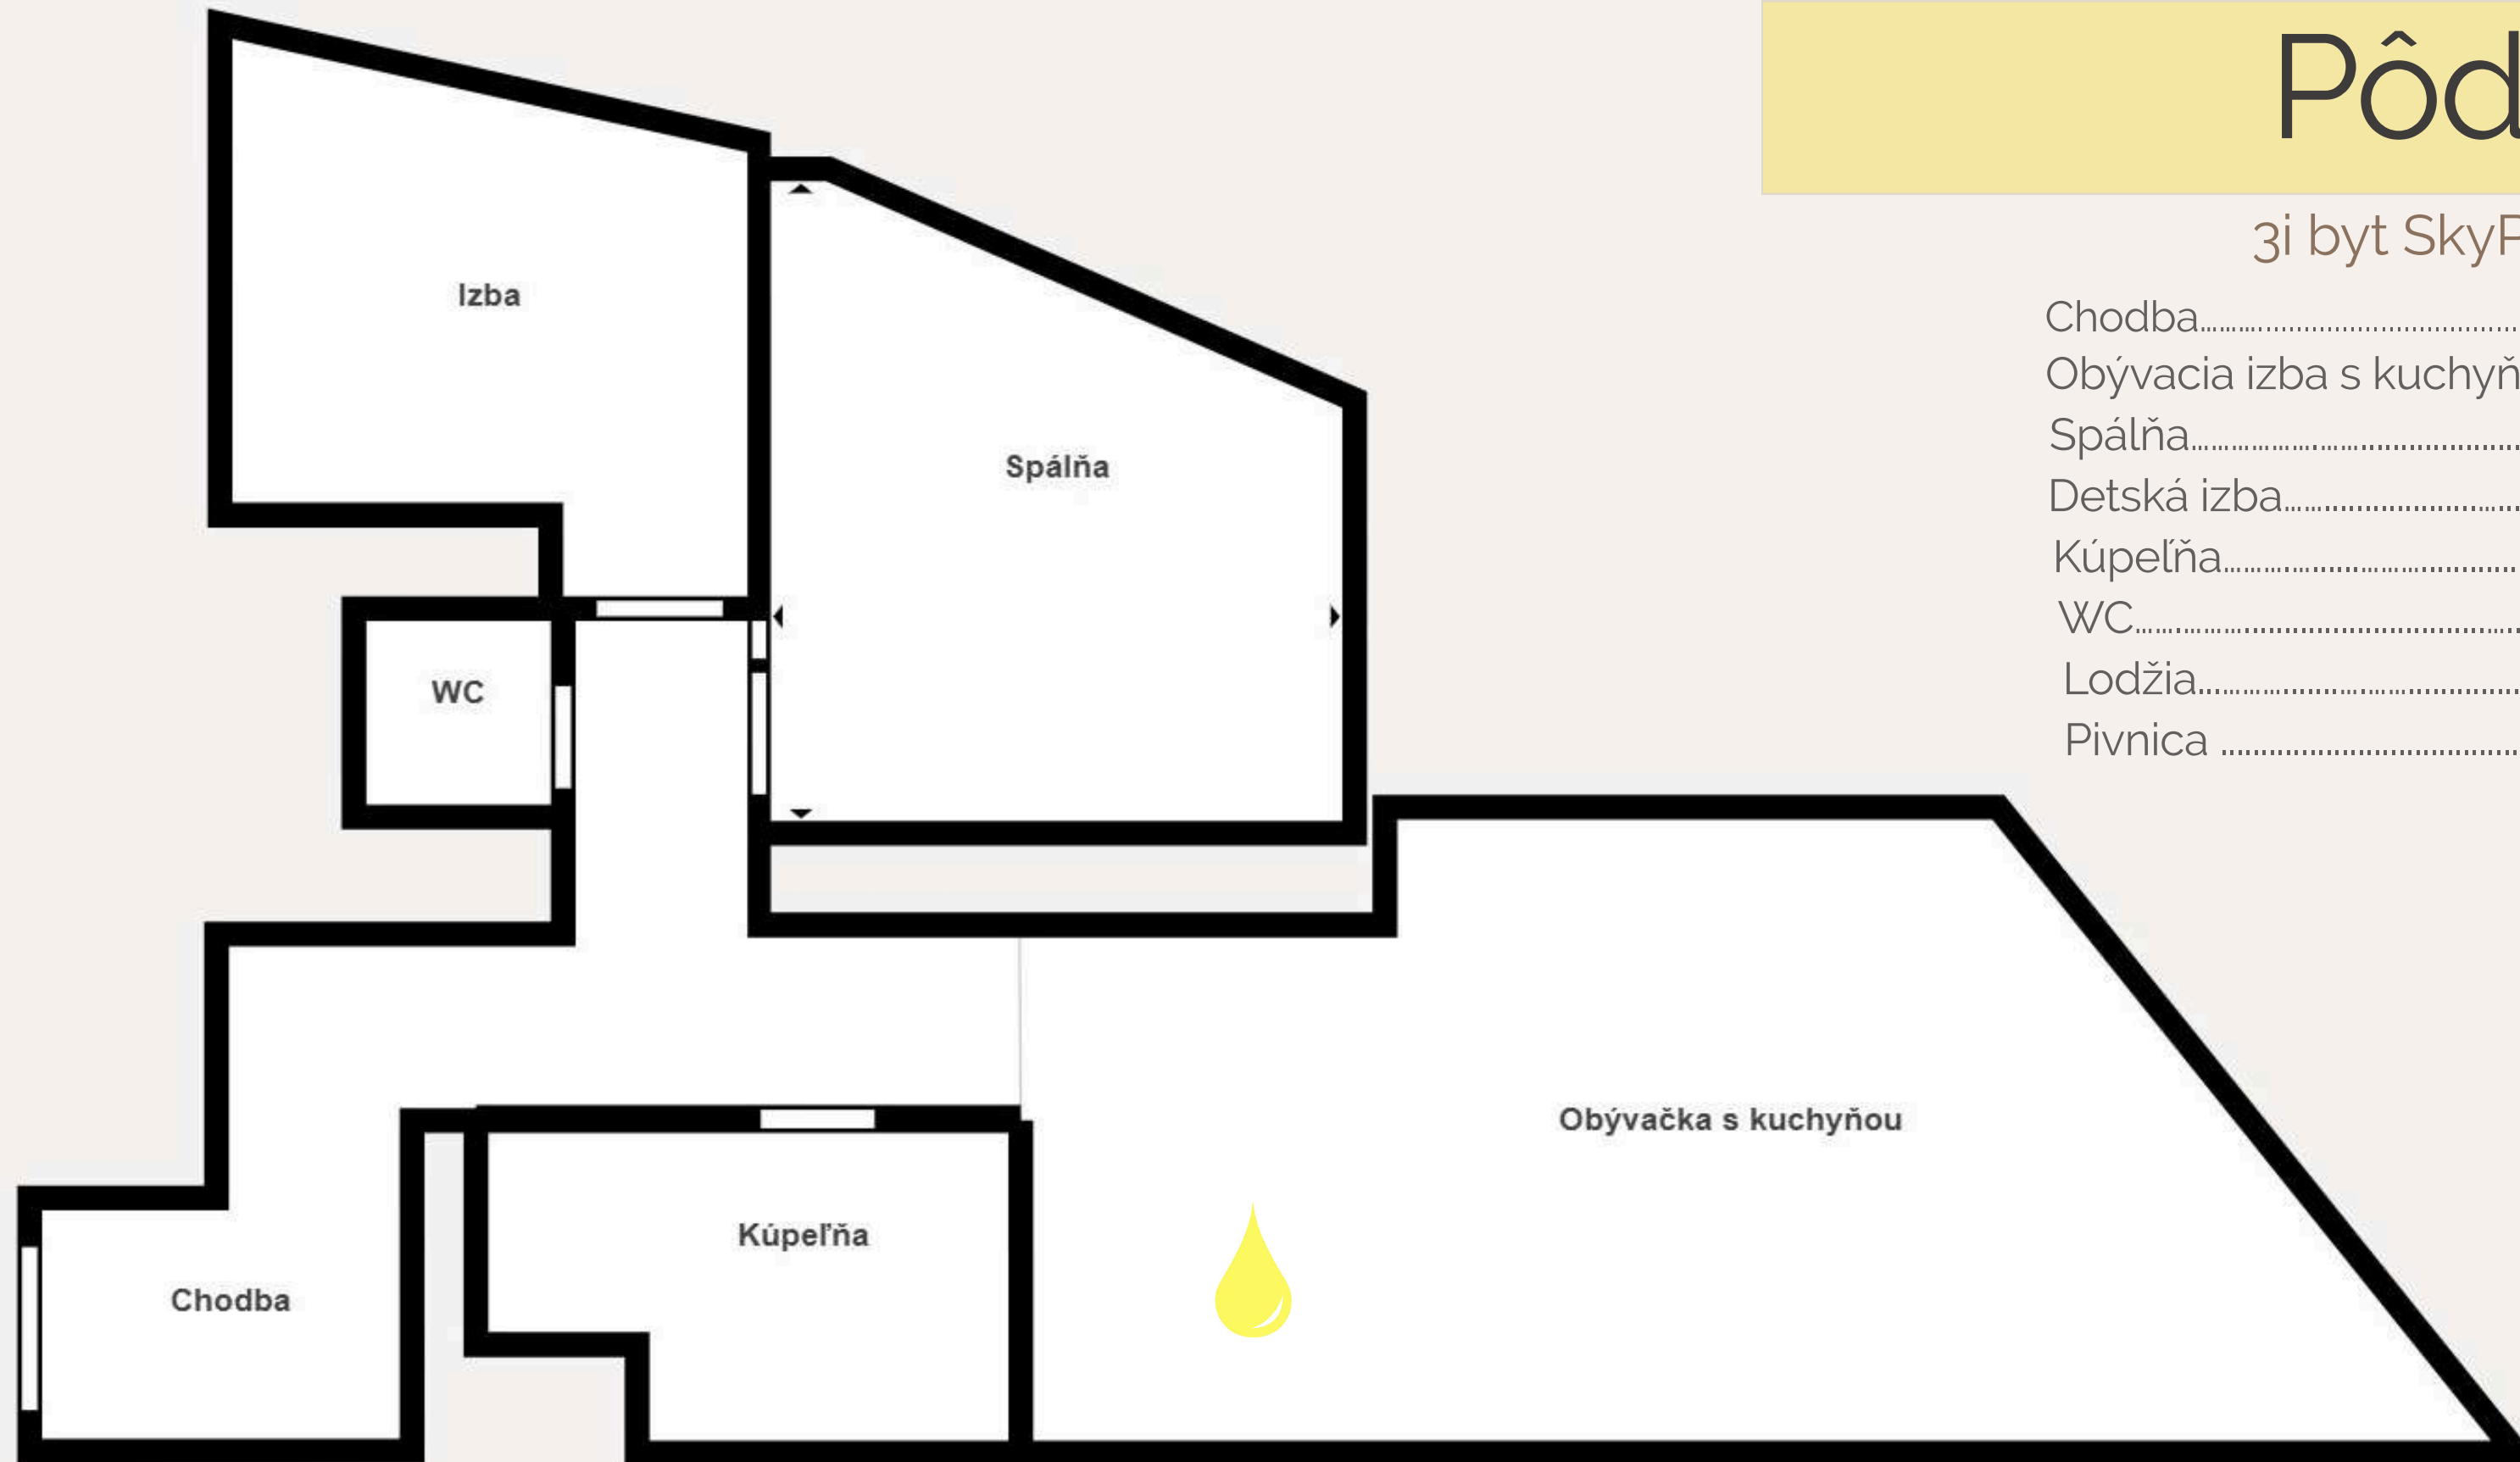 Pôd
3i byt SkyP
Chodba
Obývacia izba s kuchyň
Spálňa
Detská izba
Kúpeľňa
WC
Lodžia
Pivnica
Izba
Spálňa
WC
Obývačka s kuchyňou
Kúpeľňa
Chodba